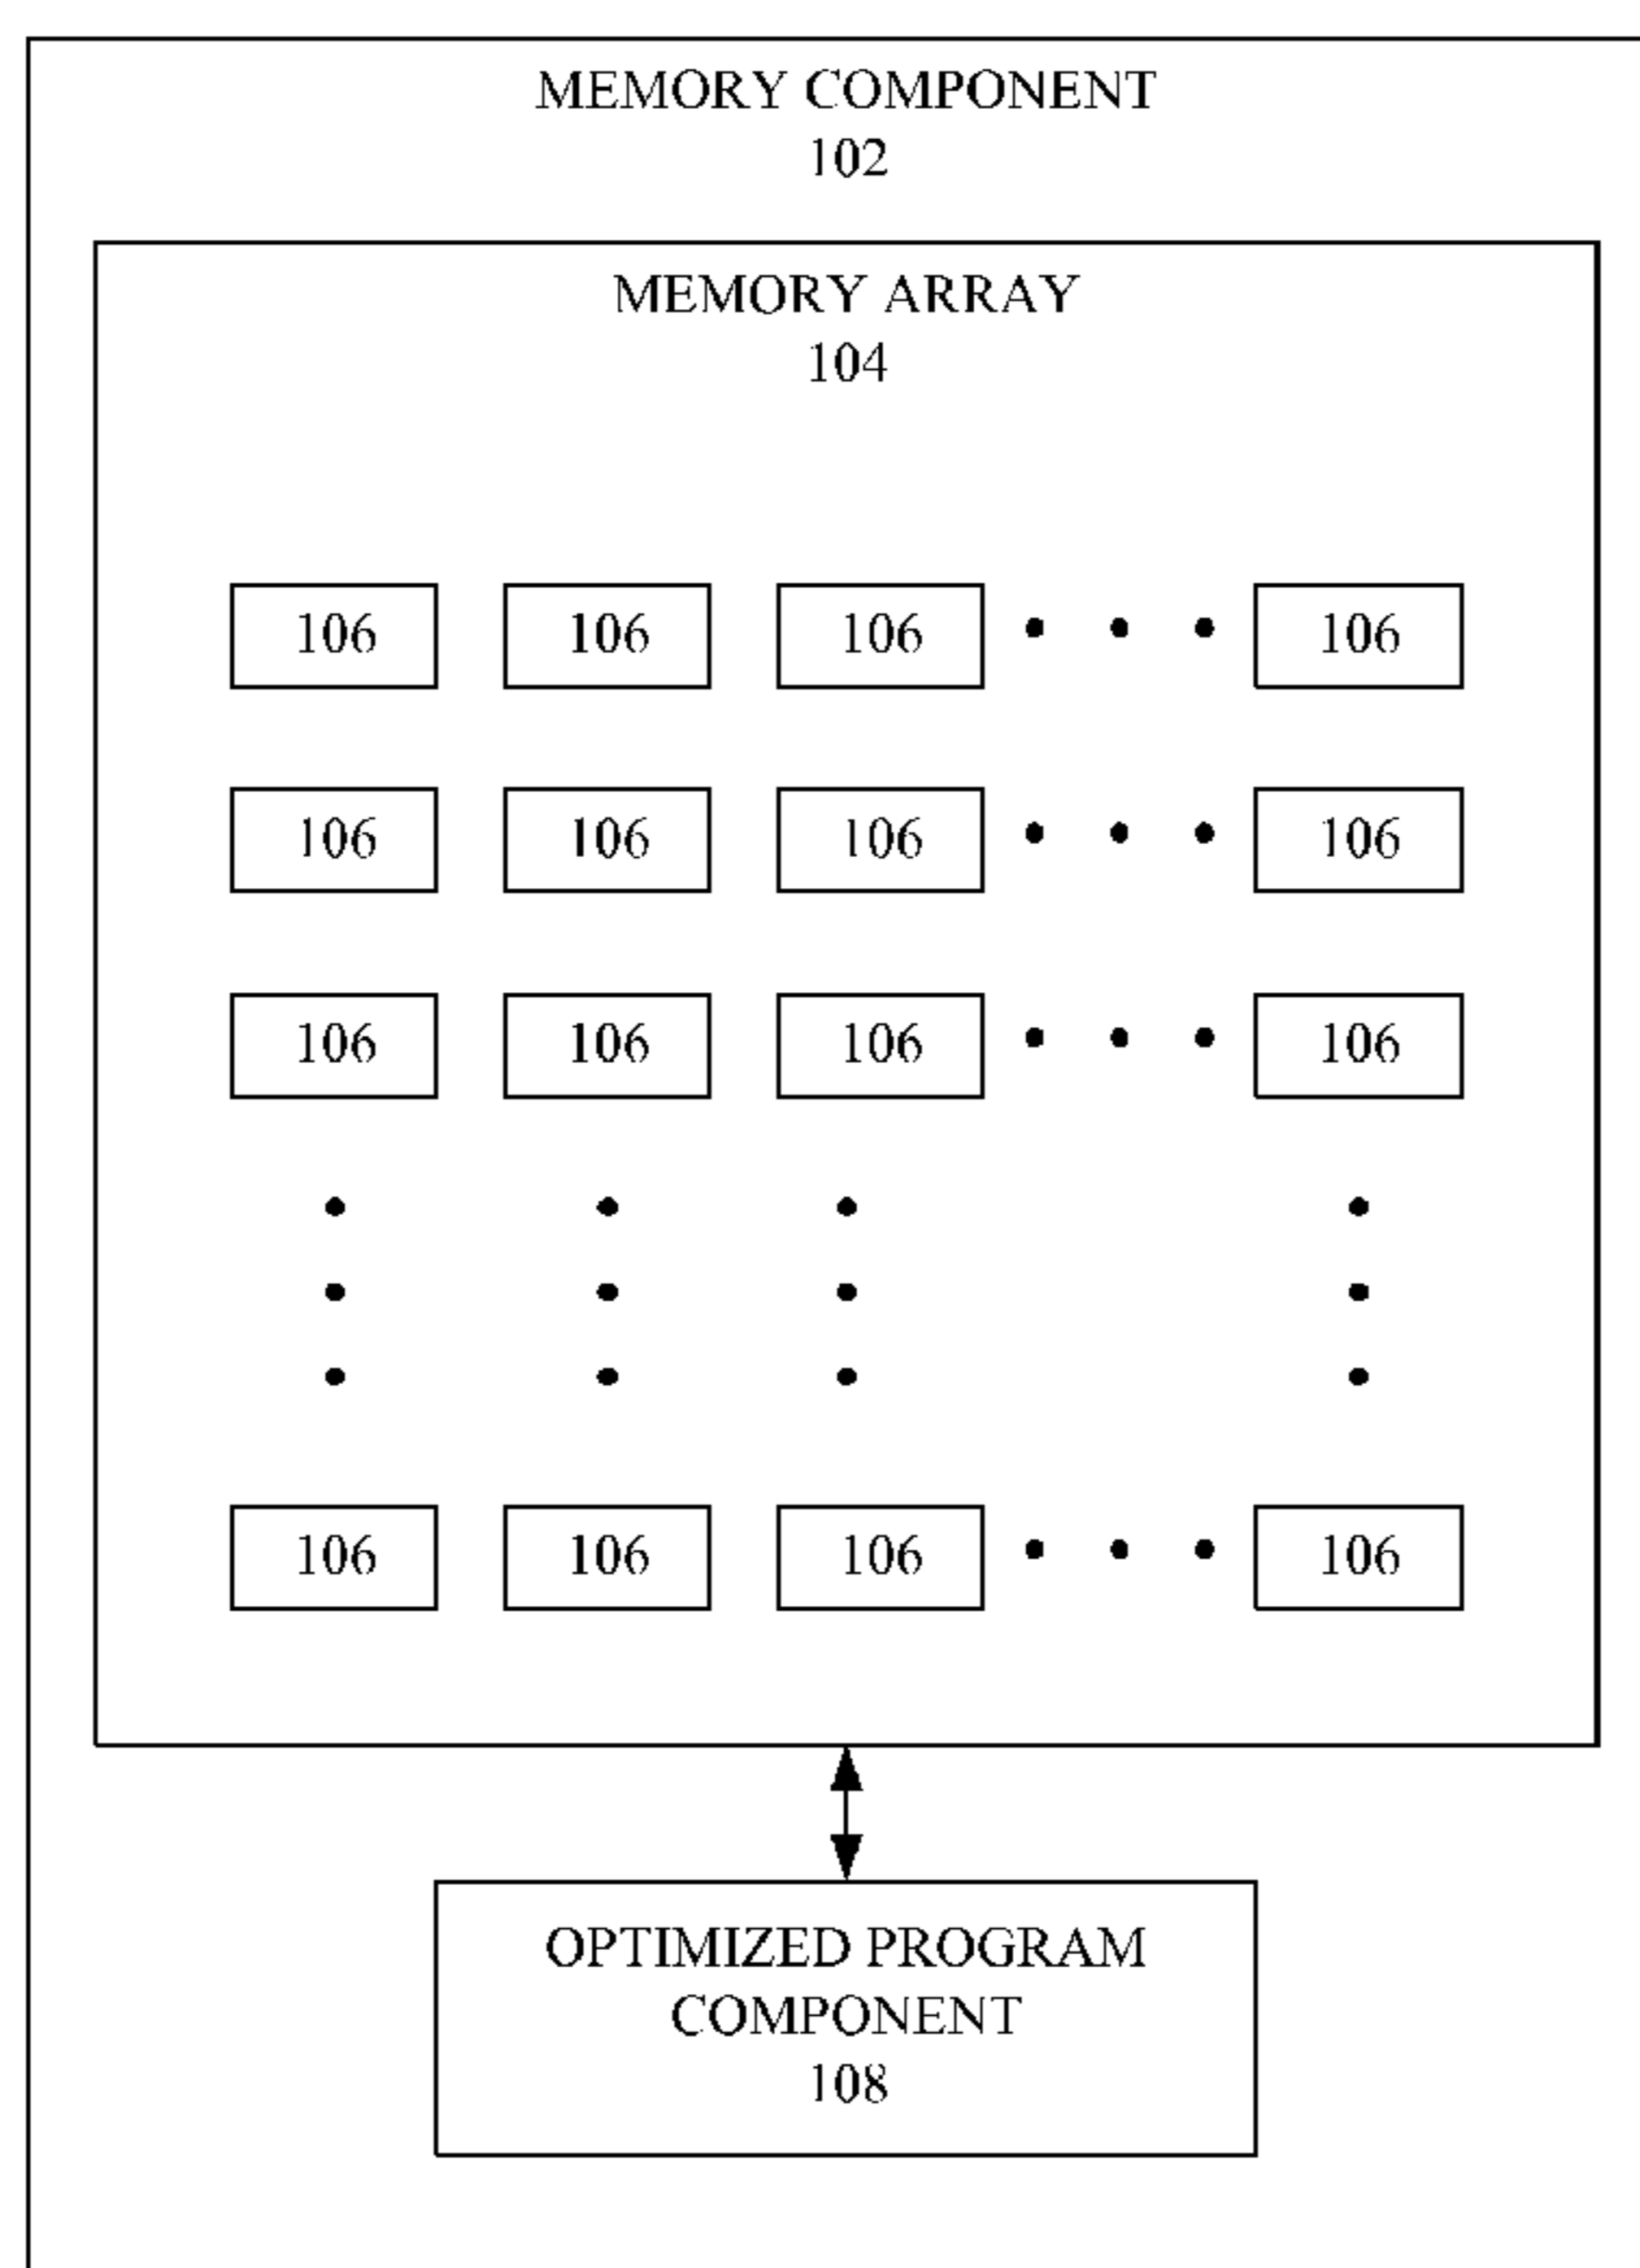 MEMORY COMPONENT
102
MEMORY ARRAY
104
106 106 106 • • • 106
106 106 106 • • • 106
106 106 106 • • • 106
106 106 106 • • • 106
OPTIMIZED PROGRAM
COMPONENT
108